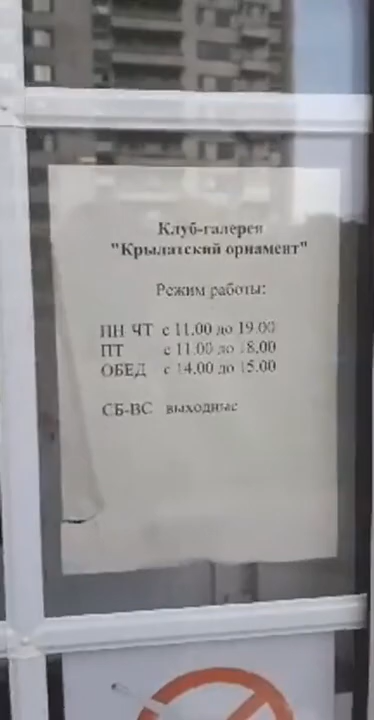 Клуб-галерея
"Крылатский орнамент"
Режим работы:
ПН ЧТ с 11.00 до 19.00
ПТ с 11.00 до 18.00
ОБЕД с 14.00 до 15.00
СБ-ВС выходные